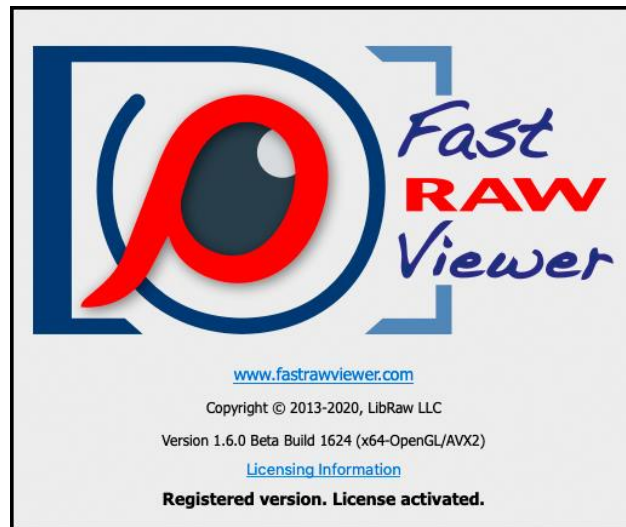 Fast
RAW
Viewer
www.fastrawviewer.com
Copyright © 2013-2020, LibRaw LLC
Version 1.6.0 Beta Build 1624 (x64-OpenGL/AVX2)
Licensing Information
Registered version. License activated.